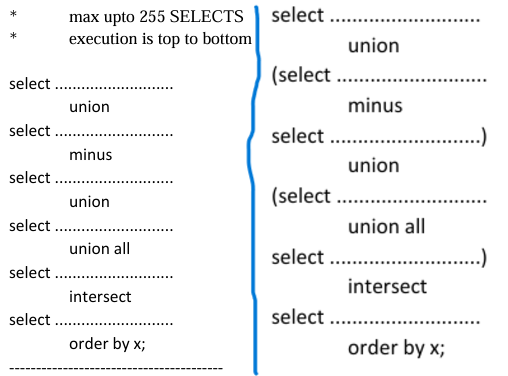 * max upto 255 SELECTS
* execution is top to bottom
select .........................
union
select .........................
minus
select .........................
union
select .........................
union all
select .........................
intersect
select .........................
order by x;
----------------------------------------
select .........................
union
(select .........................
minus
select .........................)
union
(select .........................
union all
select .........................)
intersect
select .........................
order by x;